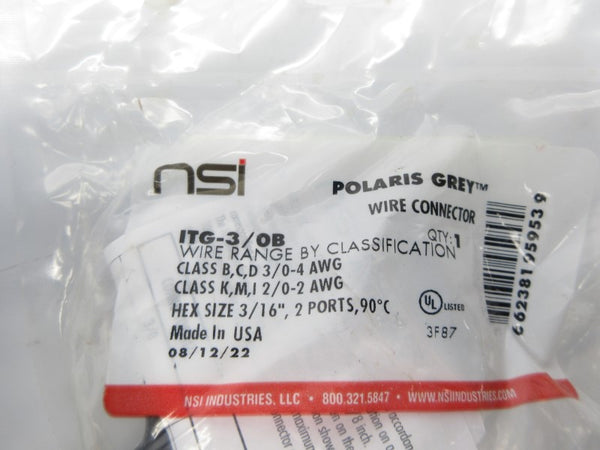 nsi
POLARIS GREY™
WIRE CONNECTOR
ITG-3/0B
QTY: 1
WIRE RANGE BY CLASSIFICATION
CLASS B,C,D 3/0-4 AWG
CLASS K,M,I 2/0-2 AWG
HEX SIZE 3/16", 2 PORTS,90°C
UL LISTED
3F87
Made In USA
08/12/22
6 62381 95953 9
NSI INDUSTRIES, LLC • 800.321.5847 • WWW.NSIINDUSTRIES.COM